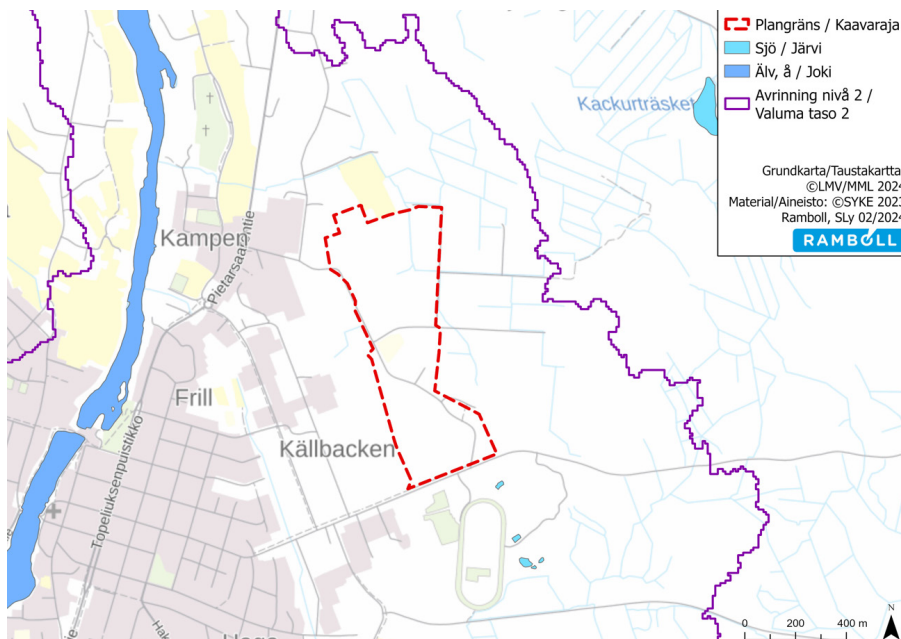 Plangräns / Kaavaraja
Sjö / Järvi
Älv, å / Joki
Avrinning nivå 2 /
Valuma taso 2
Grundkarta/Taustakartta
©LMV/MML 2024
Material/Aineisto: ©SYKE 2023
Ramboll, SLy 02/2024
RAMBOLL
Kackurträsket
Kampen
Pietarsaarentie
Frill
Källbacken
Topeliuksenpuistikko
N
0 200 400 m